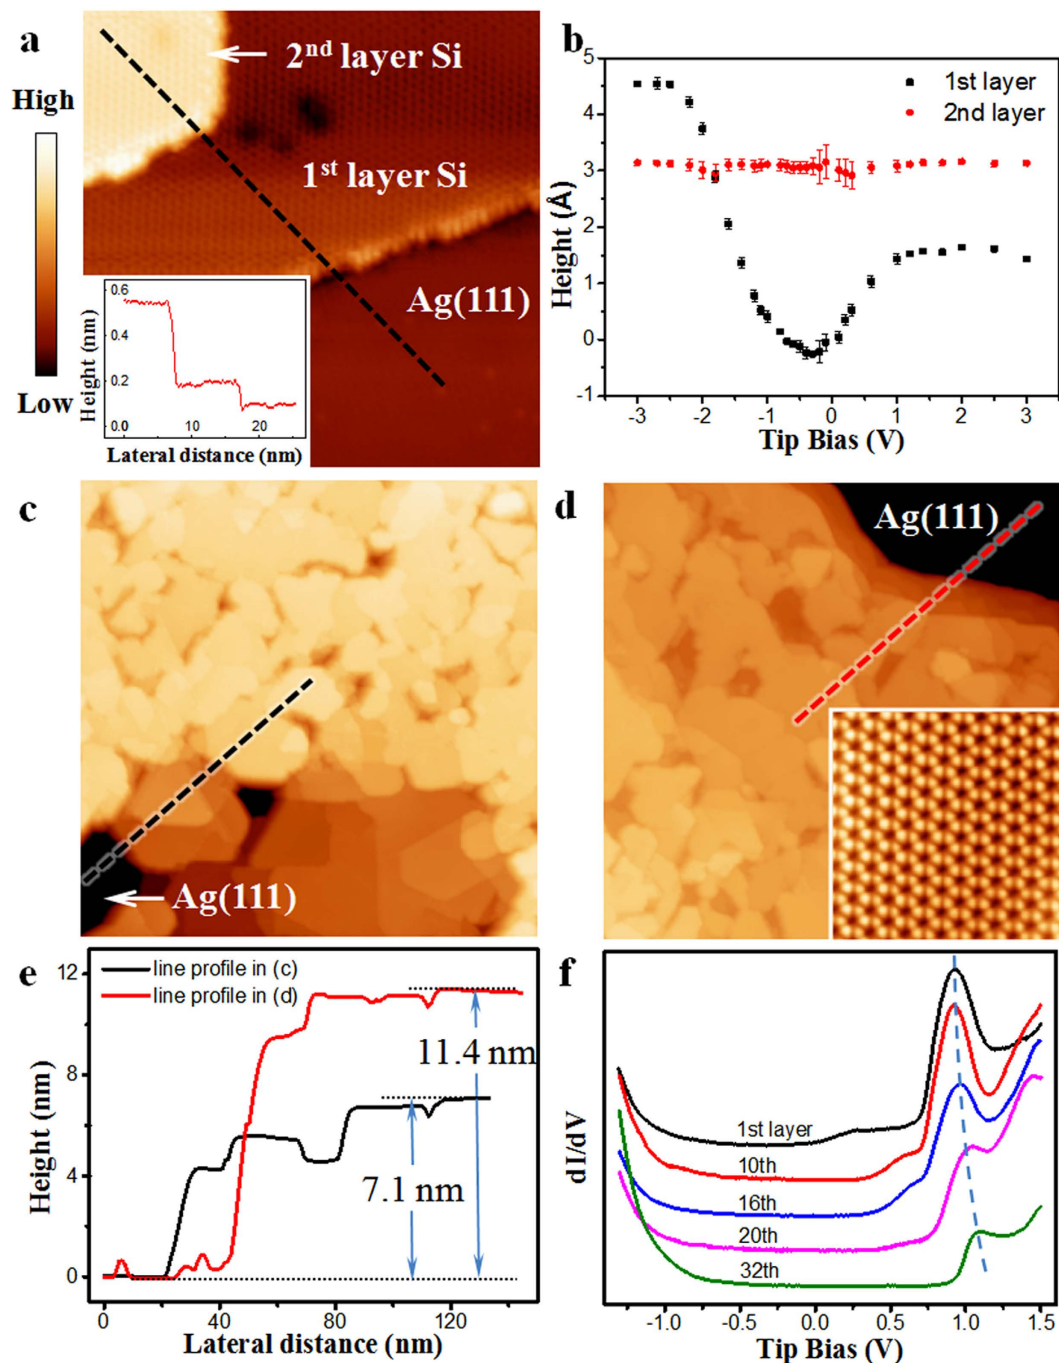 a
2nd layer Si
High
Low
1st layer Si
Ag(111)
Height (nm)
0.6
0.4
0.2
0.0
0.0
10
20
Lateral distance (nm)
b
1st layer
2nd layer
Height (Å)
5
4
3
2
1
0
-1
-3
-2
-1
0
1
2
3
Tip Bias (V)
c
Ag(111)
d
Ag(111)
e
line profile in (c)
line profile in (d)
11.4 nm
7.1 nm
Height (nm)
12
8
4
0
0
40
80
120
Lateral distance (nm)
f
1st layer
10th
16th
20th
32th
dI/dV
-1.0
-0.5
0.0
0.5
1.0
1.5
Tip Bias (V)